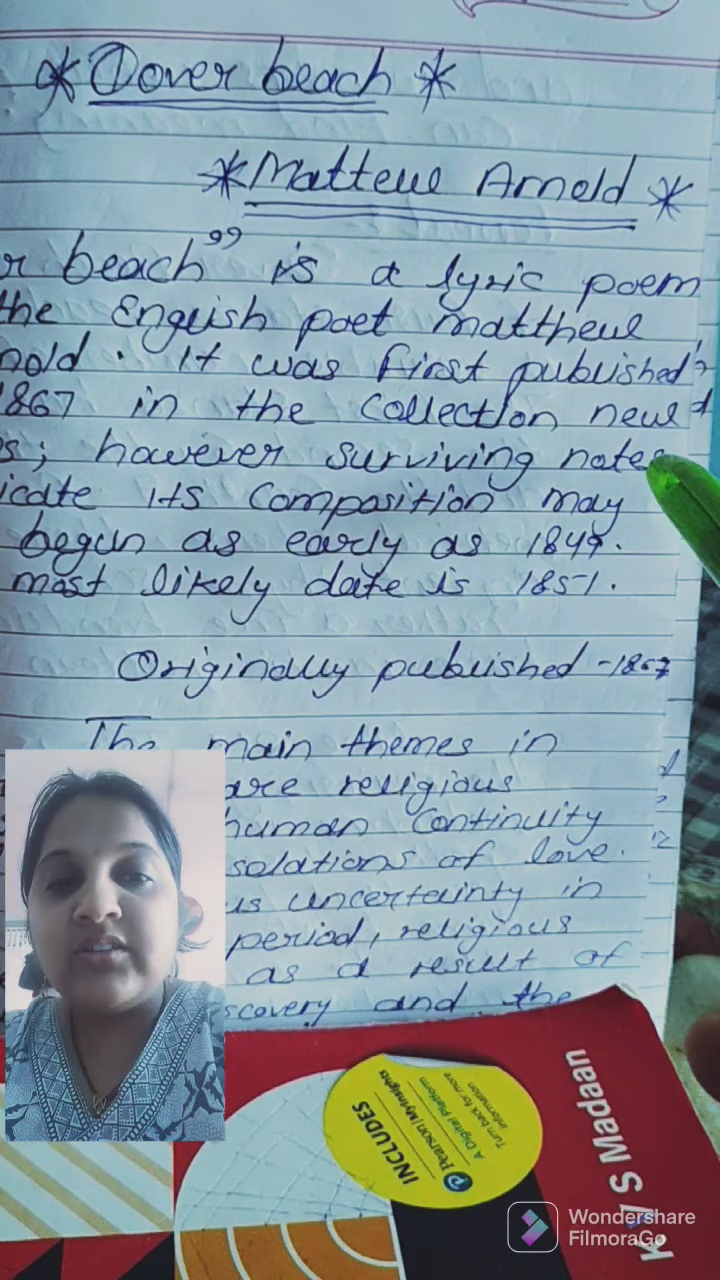 * Dover beach *
* Mattew Arnold *
r beach" is a lyric poem
the English poet matthew
nold. It was first published
1867 in the collection new
s; however surviving notes
icate its composition may
begun as early as 1849.
most likely date is 1851.
Originally published - 1867
The main themes in
are religious
human continuity
solations of love.
us uncertainty in
period, religious
as a result of
scovery and the
INCLUDES
Pearson | MyInsights
A Digital Platform
Turn back for more
information
K V S Madaan
Wondershare
FilmoraGo